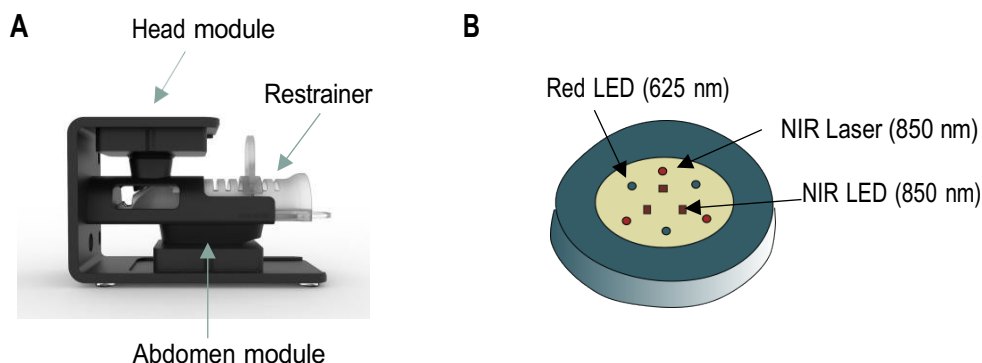 A
Head module
Restrainer
Abdomen module
B
Red LED (625 nm)
NIR Laser (850 nm)
NIR LED (850 nm)